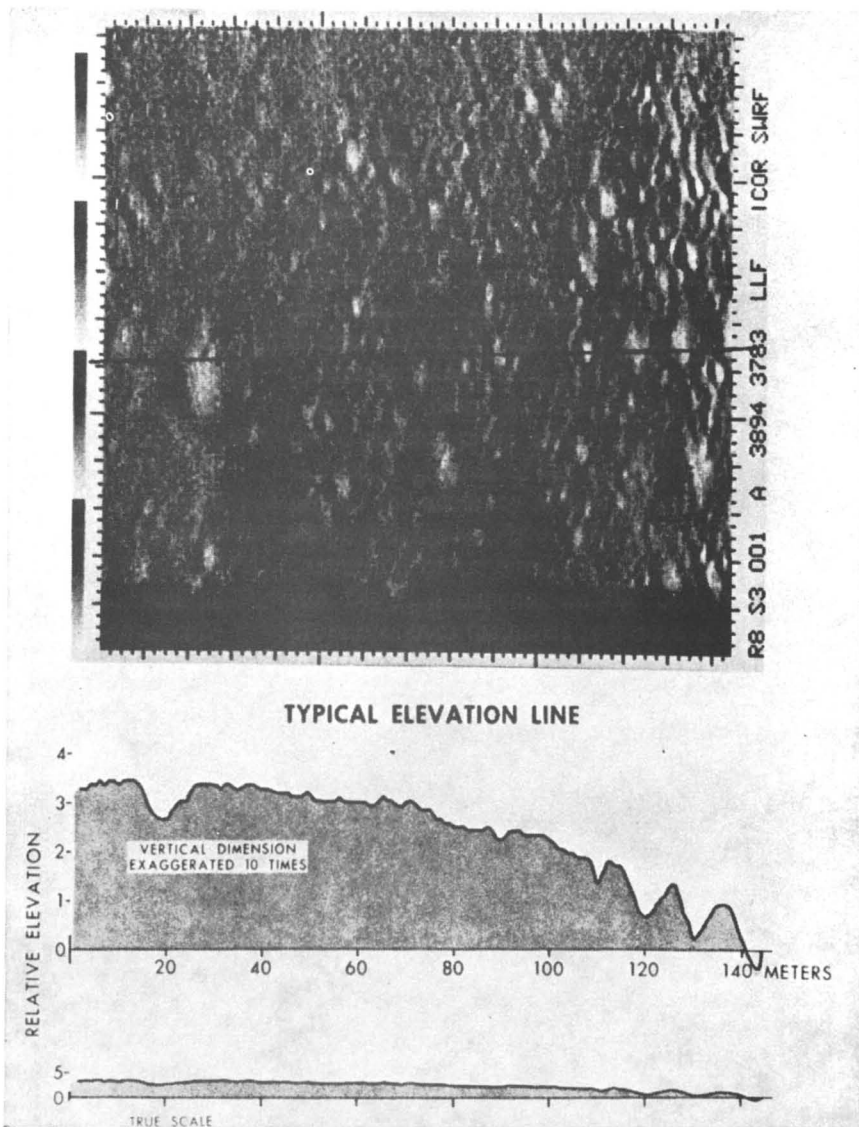 R8 S3 001 A 3894 3783 LLF ICOR SWRF
TYPICAL ELEVATION LINE
RELATIVE ELEVATION
4
3
2
1
0
VERTICAL DIMENSION
EXAGGERATED 10 TIMES
20 40 60 80 100 120 140 METERS
5
0
TRUE SCALE